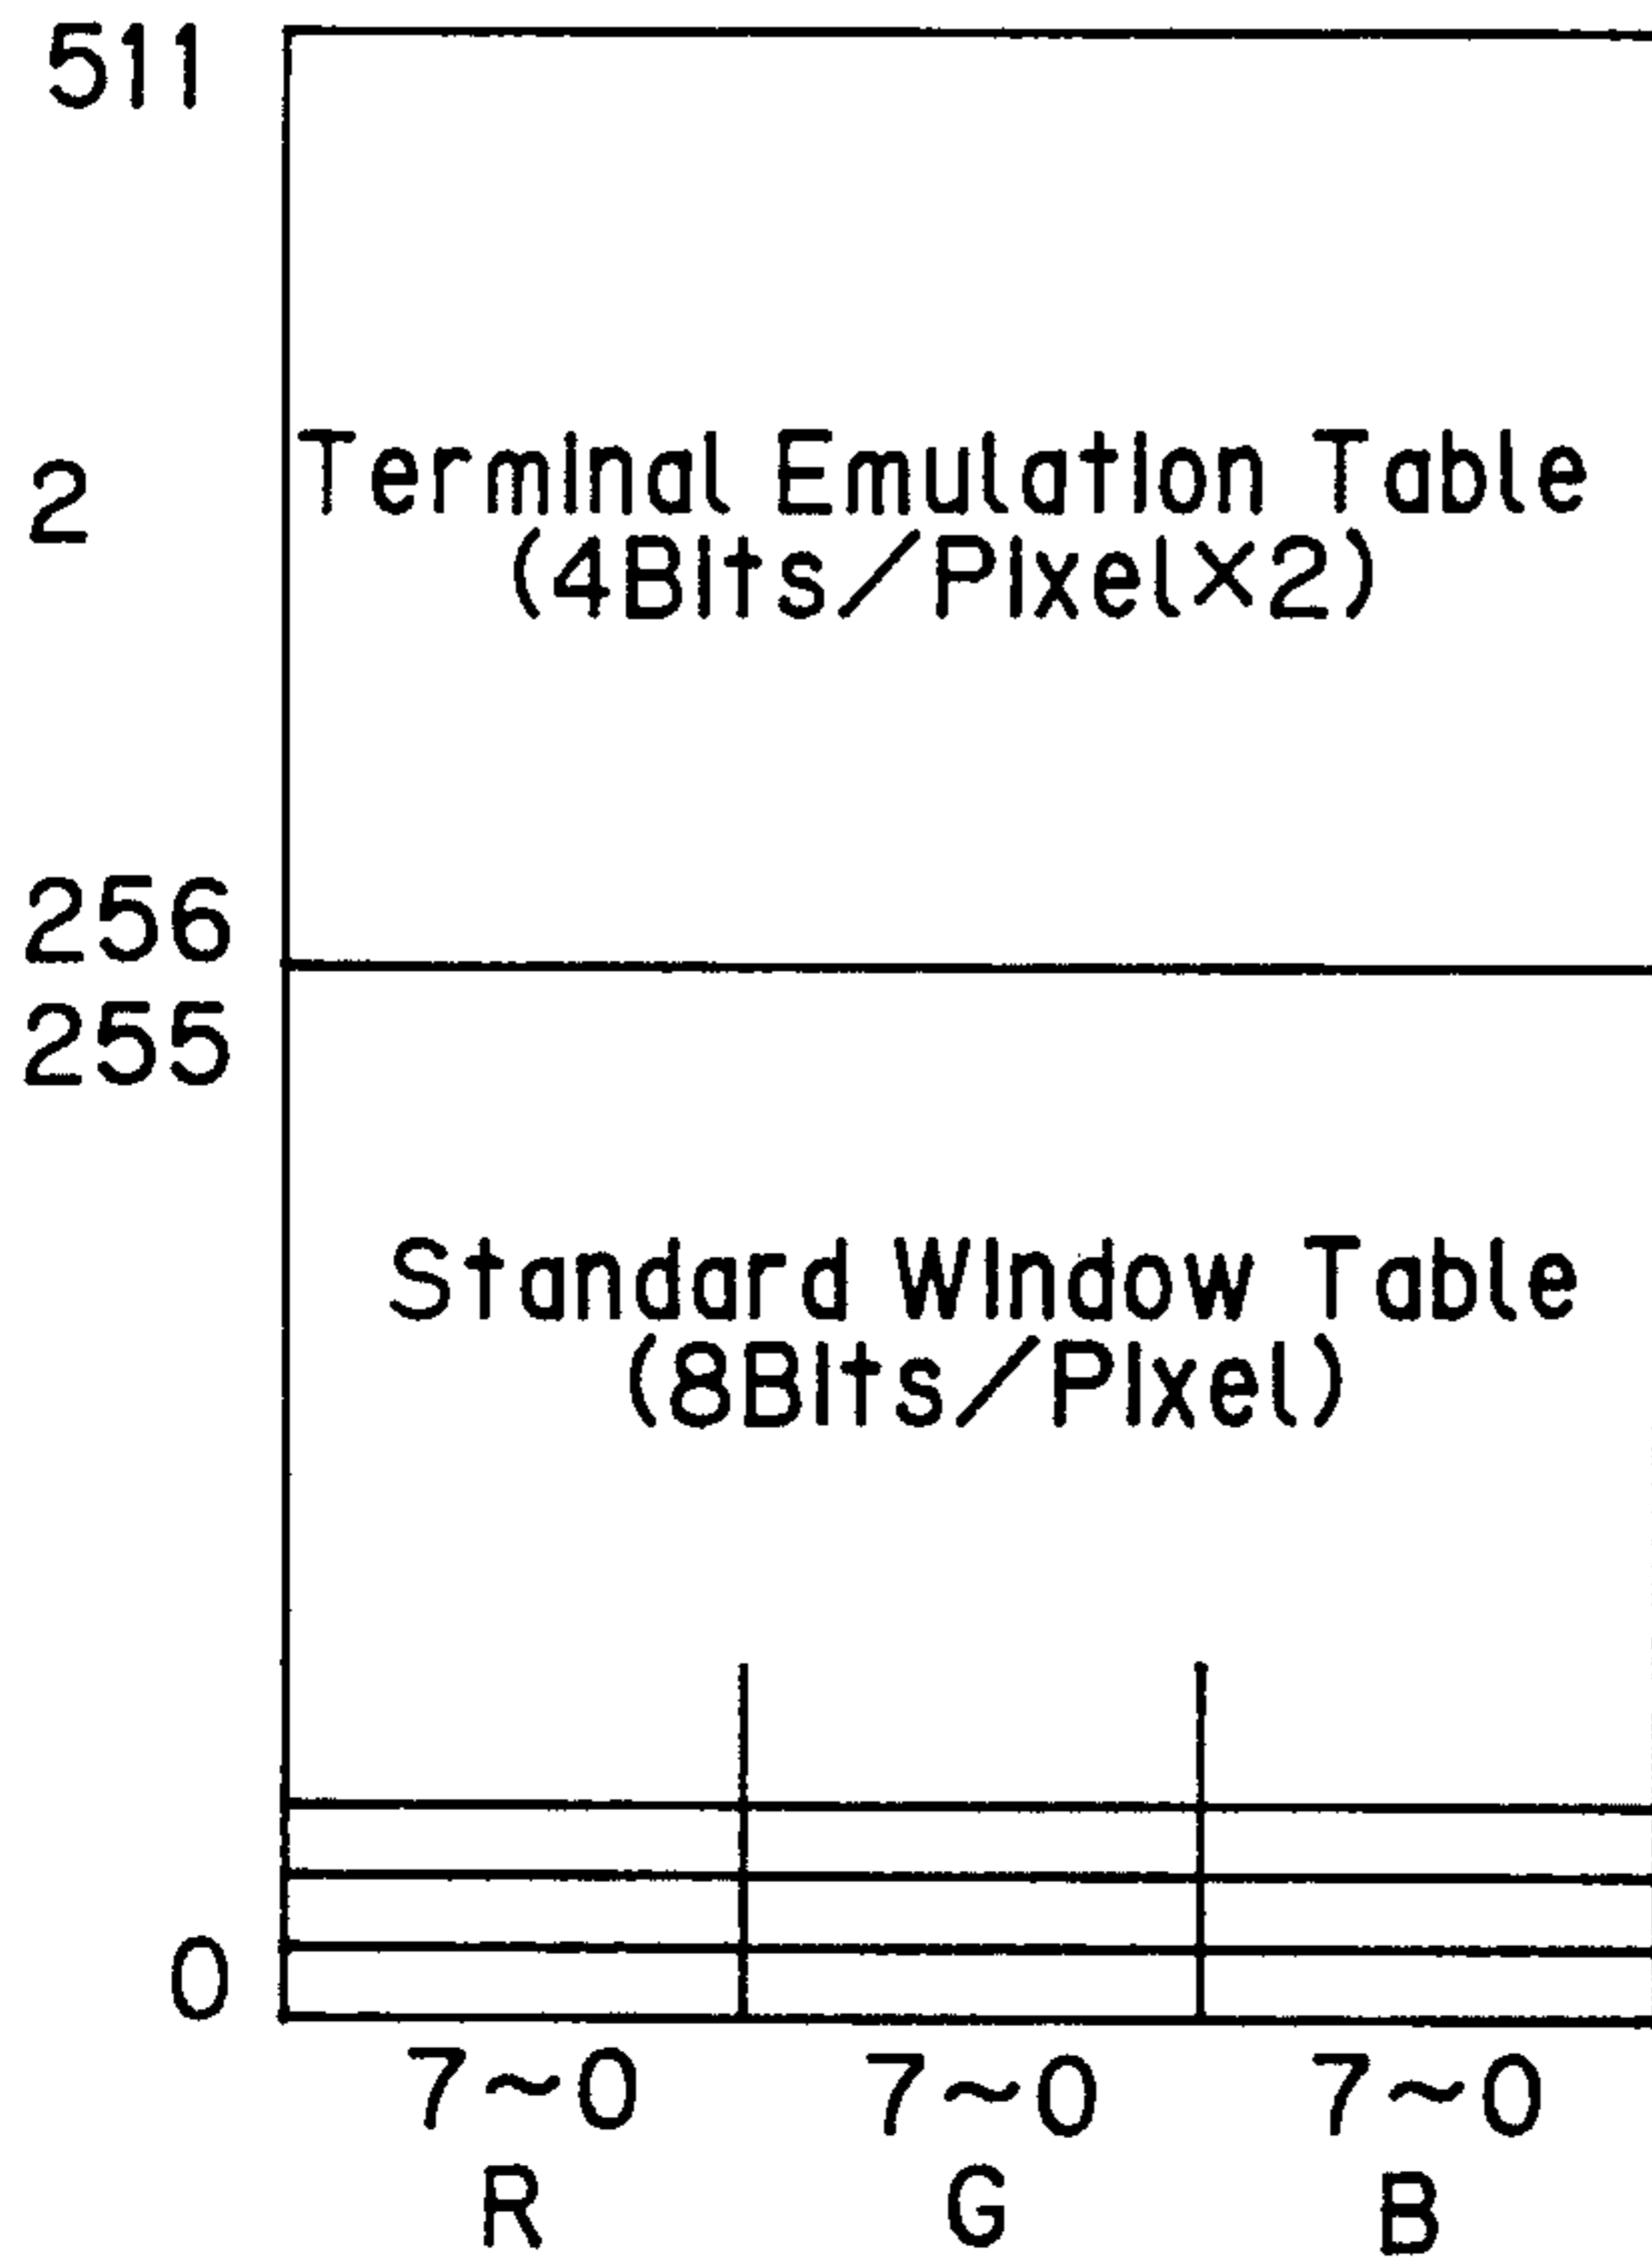 511
Terminal Emulation Table
2
(4Bits/Pixel×2)
256
255
Standard Window Table
(8Bits/Pixel)
0
7~0 7~0 7~0
R G B